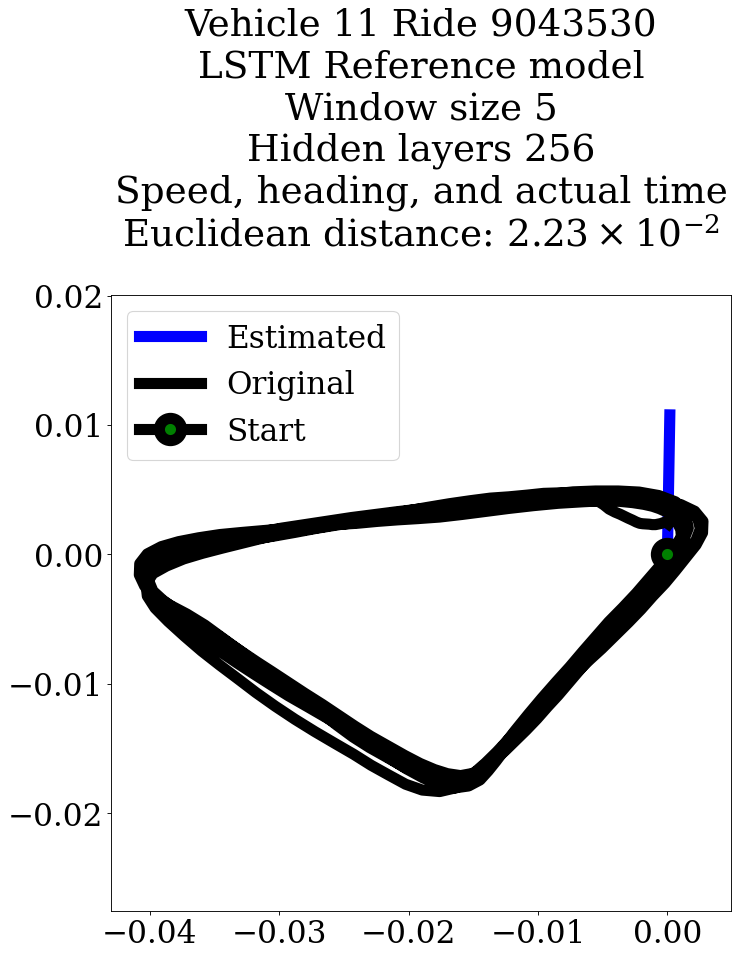 Vehicle 11 Ride 9043530
LSTM Reference model
Window size 5
Hidden layers 256
Speed, heading, and actual time
Euclidean distance: 2.23 × 10⁻²
0.02
0.01
0.00
−0.01
−0.02
Estimated
Original
Start
−0.04 −0.03 −0.02 −0.01 0.00